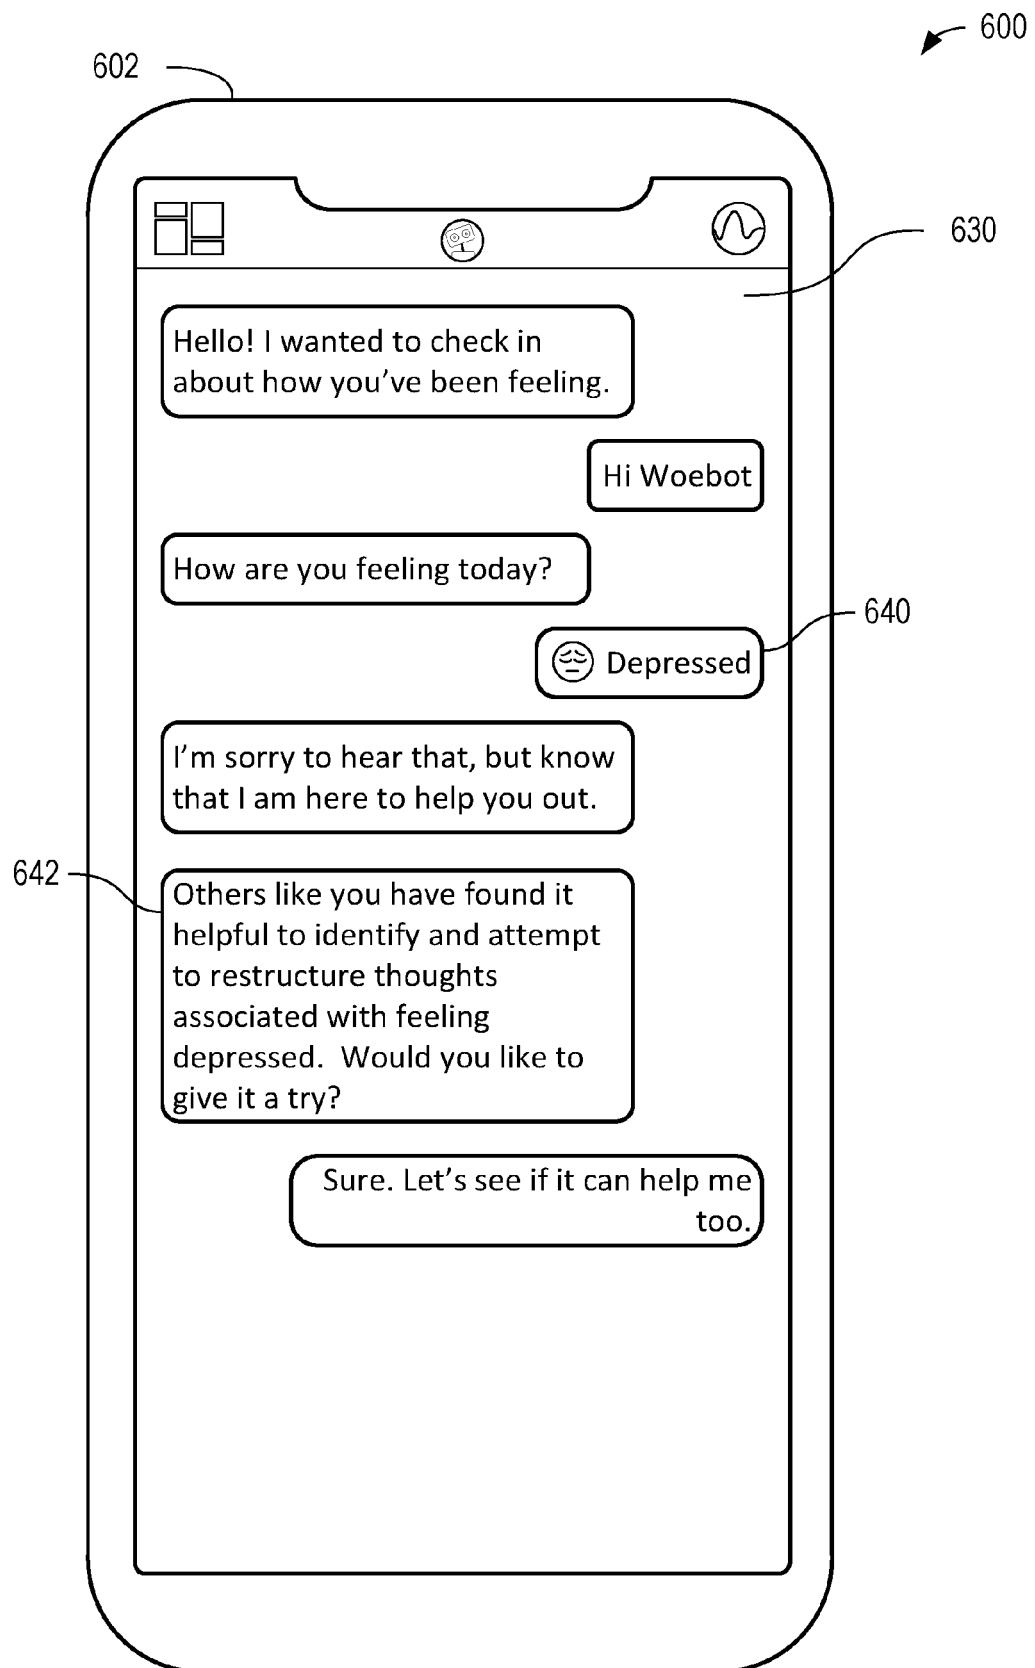 600
602
630
Hello! I wanted to check in
about how you’ve been feeling.
Hi Woebot
How are you feeling today?
640
Depressed
I’m sorry to hear that, but know
that I am here to help you out.
642
Others like you have found it
helpful to identify and attempt
to restructure thoughts
associated with feeling
depressed.  Would you like to
give it a try?
Sure. Let’s see if it can help me
too.